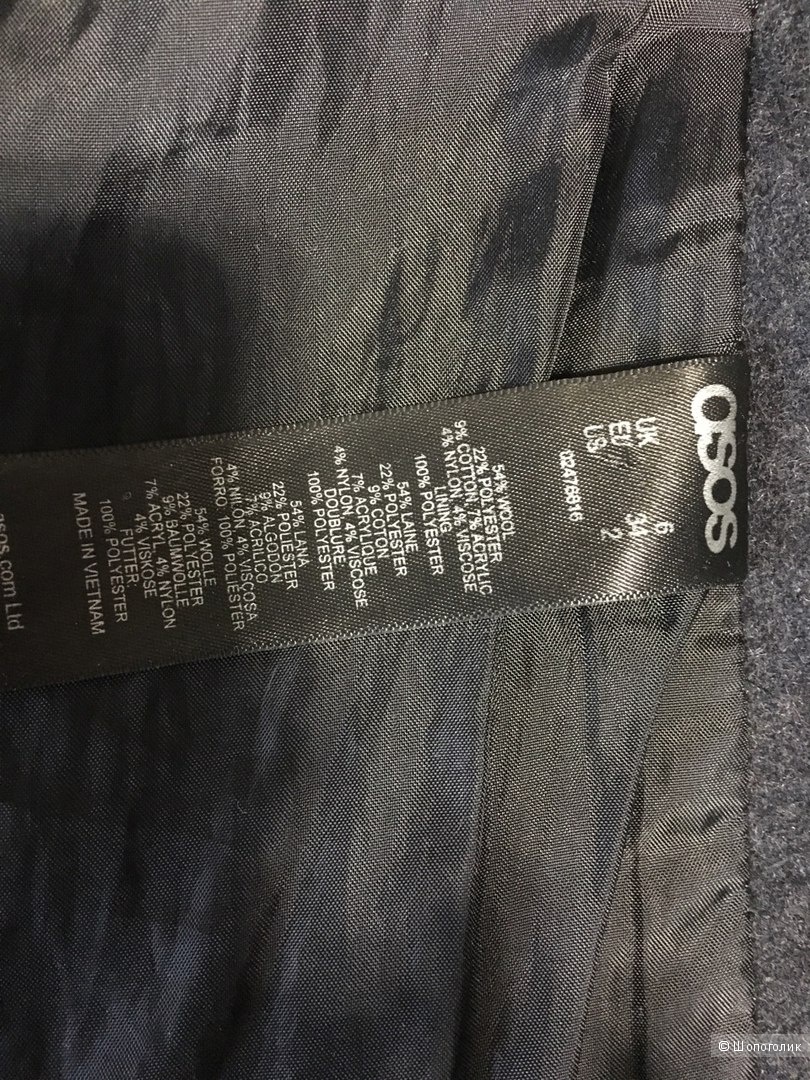 asos
UK 6
EU 34
US 2
54% WOOL
22% POLYESTER
9% COTTON, 7% ACRYLIC
4% NYLON, 4% VISCOSE
LINING
100% POLYESTER
54% LAINE
22% POLYESTER
9% COTON
7% ACRYLIQUE
4% NYLON 4% VISCOSE
DOUBLURE
100% POLYESTER
54% LANA
22% POLIESTER
9% ALGODON
7% ACRILICO
4% NILON, 4% VISCOSA
FORRO: 100% POLIESTER
54% WOLLE
22% POLYESTER
9% BAUMWOLLE
7% ACRYL, 4% NYLON
4% VISKOSE
FUTTER
100% POLYESTER
MADE IN VIETNAM
asos.com Ltd
© Шопоголик